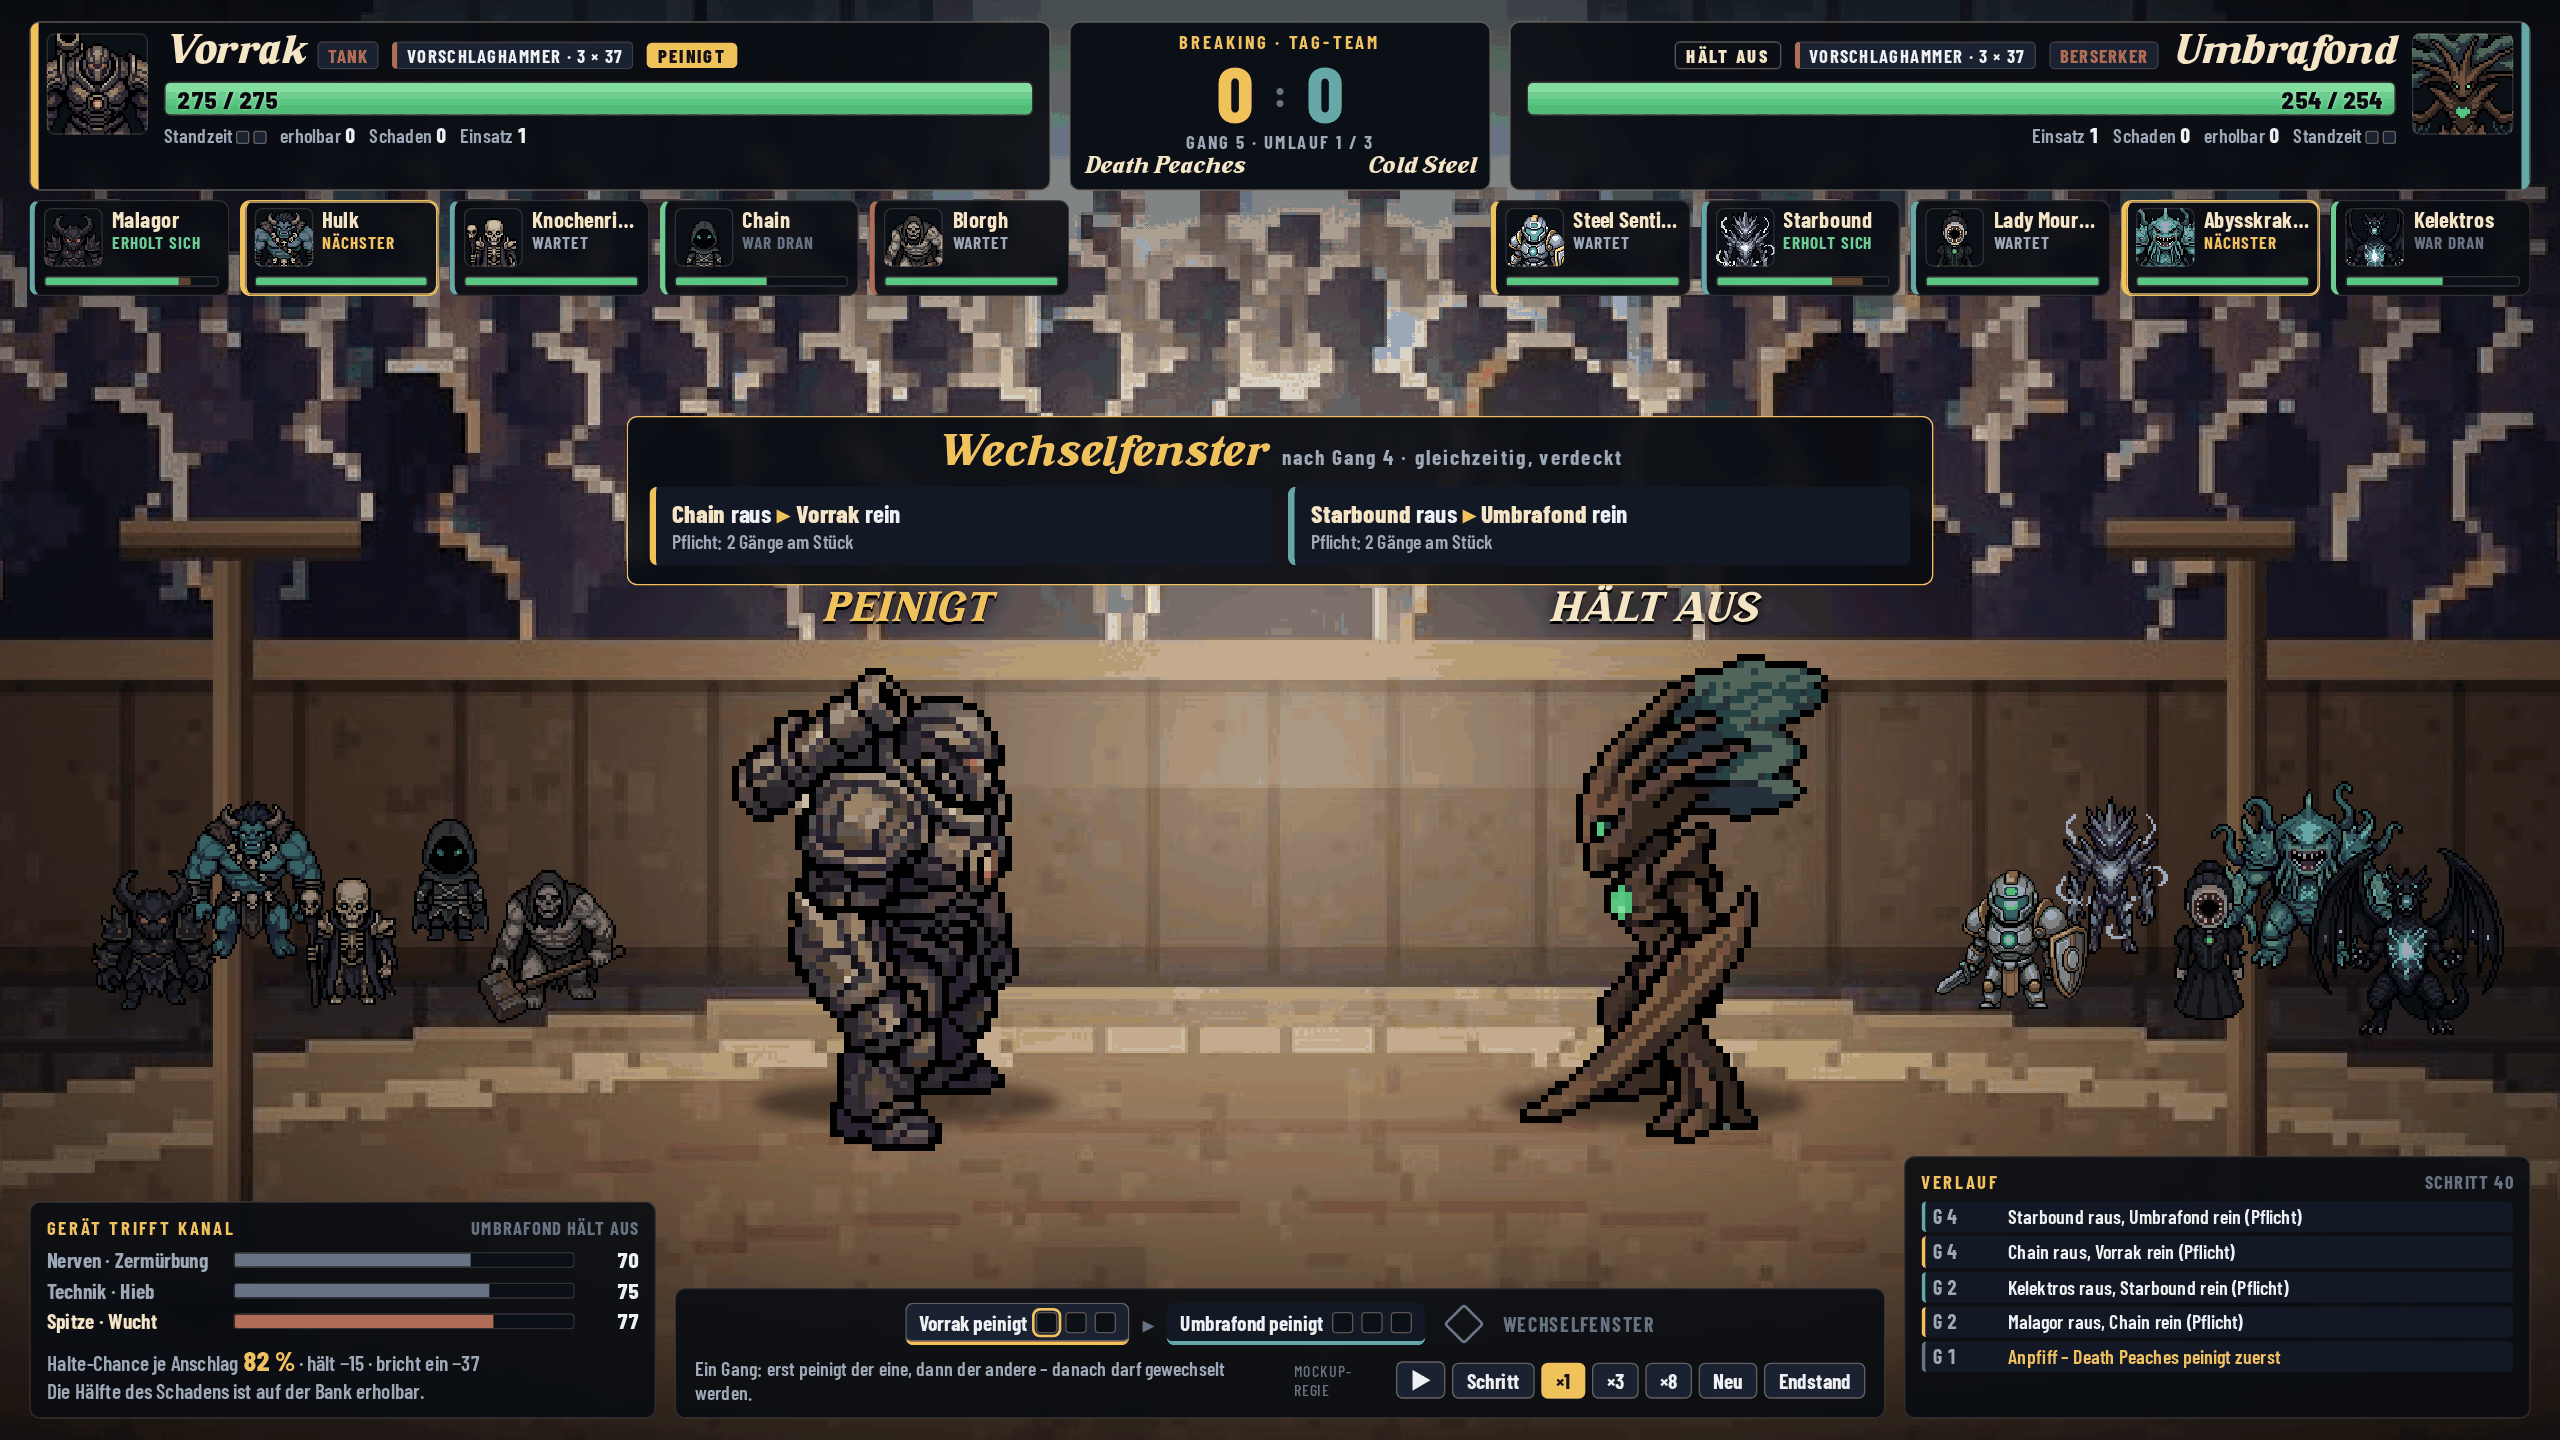 Vorrak TANK VORSCHLAGHAMMER · 3 × 37 PEINIGT
275 / 275
Standzeit erholbar 0 Schaden 0 Einsatz 1
BREAKING · TAG-TEAM
0 : 0
GANG 5 · UMLAUF 1 / 3
Death Peaches Cold Steel
HÄLT AUS VORSCHLAGHAMMER · 3 × 37 BERSERKER Umbrafond
254 / 254
Einsatz 1 Schaden 0 erholbar 0 Standzeit
Malagor
ERHOLT SICH
Hulk
NÄCHSTER
Knochenri...
WARTET
Chain
WAR DRAN
Blorgh
WARTET
Steel Senti...
WARTET
Starbound
ERHOLT SICH
Lady Mour...
WARTET
Abysskrak...
NÄCHSTER
Kelektros
WAR DRAN
Wechselfenster nach Gang 4 · gleichzeitig, verdeckt
Chain raus ▸ Vorrak rein
Pflicht: 2 Gänge am Stück
Starbound raus ▸ Umbrafond rein
Pflicht: 2 Gänge am Stück
PEINIGT
HÄLT AUS
GERÄT TRIFFT KANAL UMBRAFOND HÄLT AUS
Nerven · Zermürbung 70
Technik · Hieb 75
Spitze · Wucht 77
Halte-Chance je Anschlag 82 % · hält −15 · bricht ein −37
Die Hälfte des Schadens ist auf der Bank erholbar.
Vorrak peinigt ▸ Umbrafond peinigt WECHSELFENSTER
Ein Gang: erst peinigt der eine, dann der andere – danach darf gewechselt
werden.
MOCKUP-
REGIE
Schritt ×1 ×3 ×8 Neu Endstand
VERLAUF SCHRITT 40
G 4 Starbound raus, Umbrafond rein (Pflicht)
G 4 Chain raus, Vorrak rein (Pflicht)
G 2 Kelektros raus, Starbound rein (Pflicht)
G 2 Malagor raus, Chain rein (Pflicht)
G 1 Anpfiff – Death Peaches peinigt zuerst